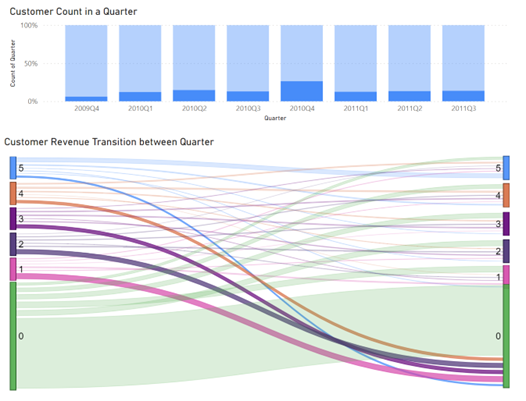 Customer Count in a Quarter
Count of Quarter
100%
50%
0%
2009Q4 2010Q1 2010Q2 2010Q3 2010Q4 2011Q1 2011Q2 2011Q3
Quarter
Customer Revenue Transition between Quarter
5 5
4 4
3 3
2 2
1 1
0 0